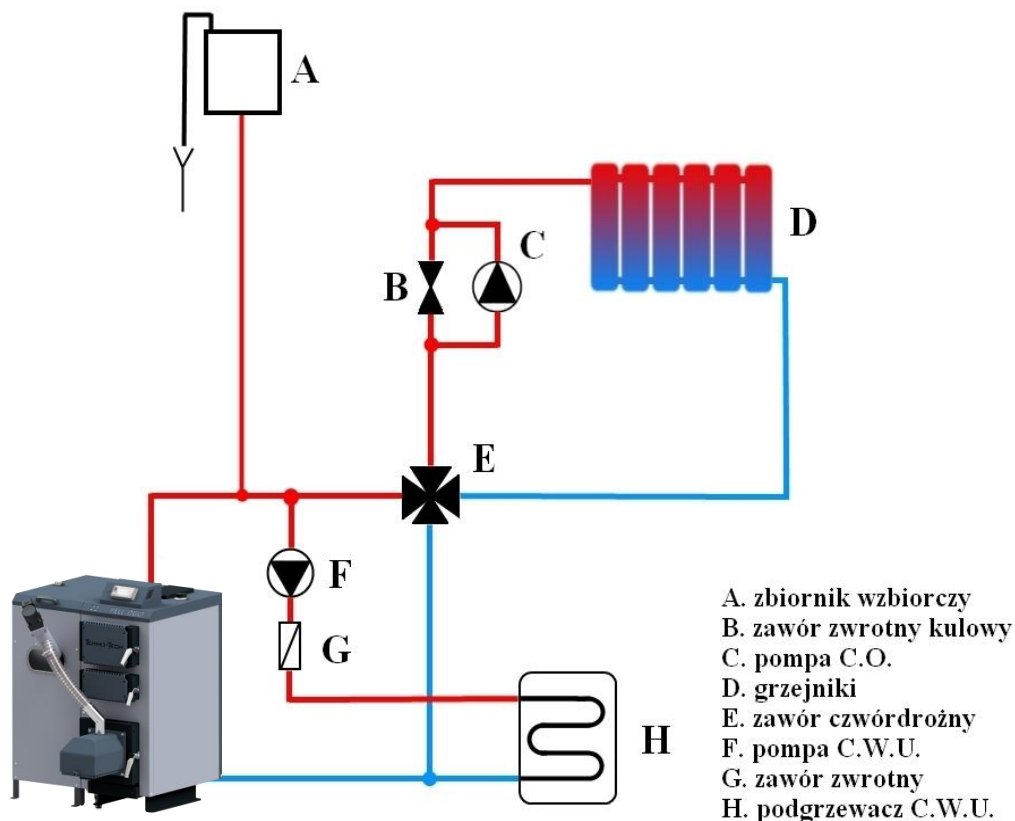 A
B
C
D
E
F
G
H
A. zbiornik wzbiorczy
B. zawór zwrotny kulowy
C. pompa C.O.
D. grzejniki
E. zawór czwórdrożny
F. pompa C.W.U.
G. zawór zwrotny
H. podgrzewacz C.W.U.